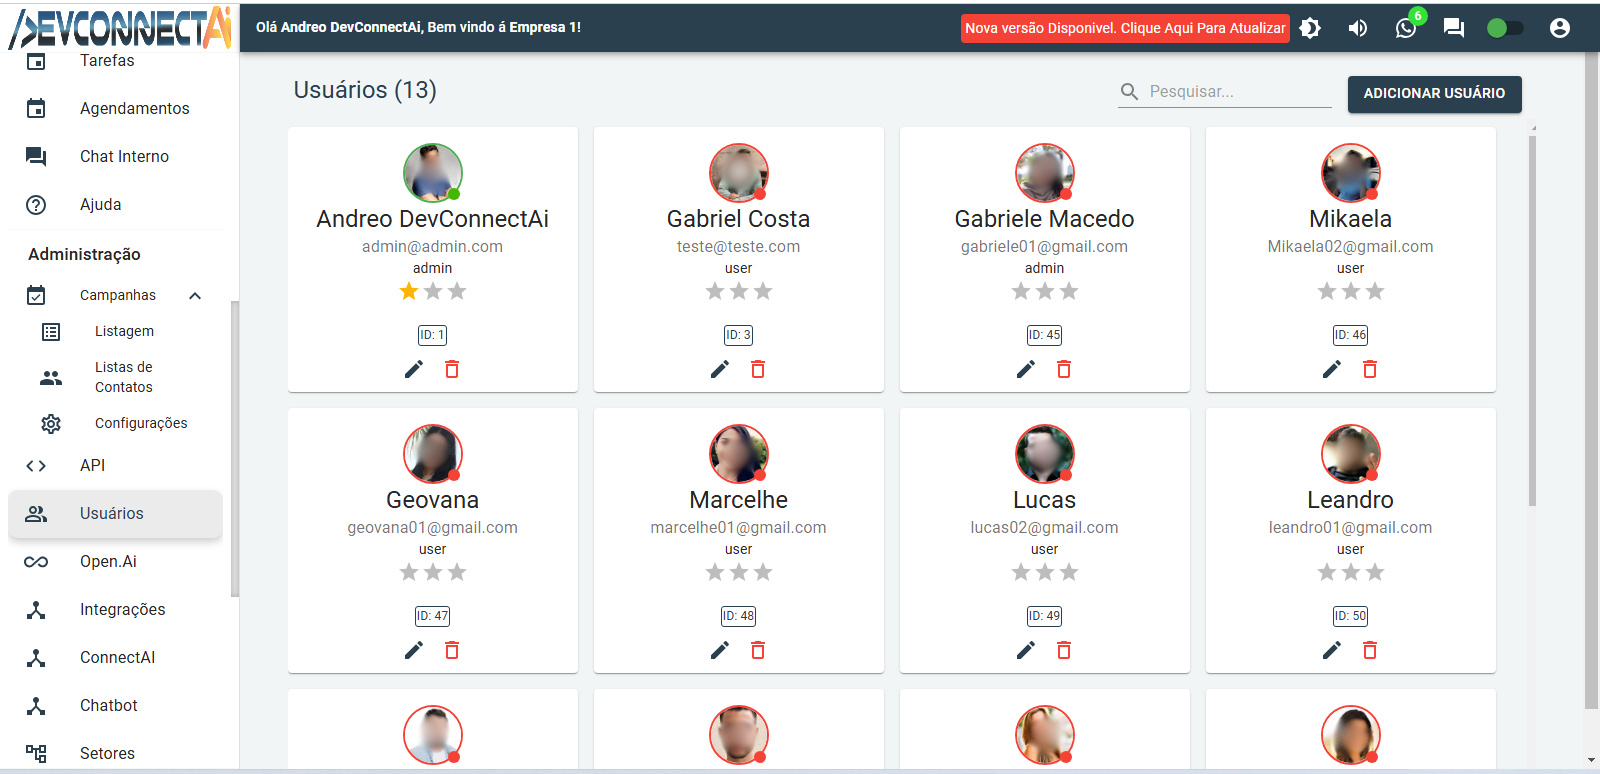 DEVCONNECTAi
Olá Andreo DevConnectAi, Bem vindo á Empresa 1!
Nova versão Disponivel. Clique Aqui Para Atualizar
6
Tarefas
Agendamentos
Chat Interno
Ajuda
Administração
Campanhas
Listagem
Listas de
Contatos
Configurações
API
Usuários
Open.Ai
Integrações
ConnectAI
Chatbot
Setores
Usuários (13)
Pesquisar...
ADICIONAR USUÁRIO
Andreo DevConnectAi
admin@admin.com
admin
ID: 1
Gabriel Costa
teste@teste.com
user
ID: 3
Gabriele Macedo
gabriele01@gmail.com
admin
ID: 45
Mikaela
Mikaela02@gmail.com
user
ID: 46
Geovana
geovana01@gmail.com
user
ID: 47
Marcelhe
marcelhe01@gmail.com
user
ID: 48
Lucas
lucas02@gmail.com
user
ID: 49
Leandro
leandro01@gmail.com
user
ID: 50